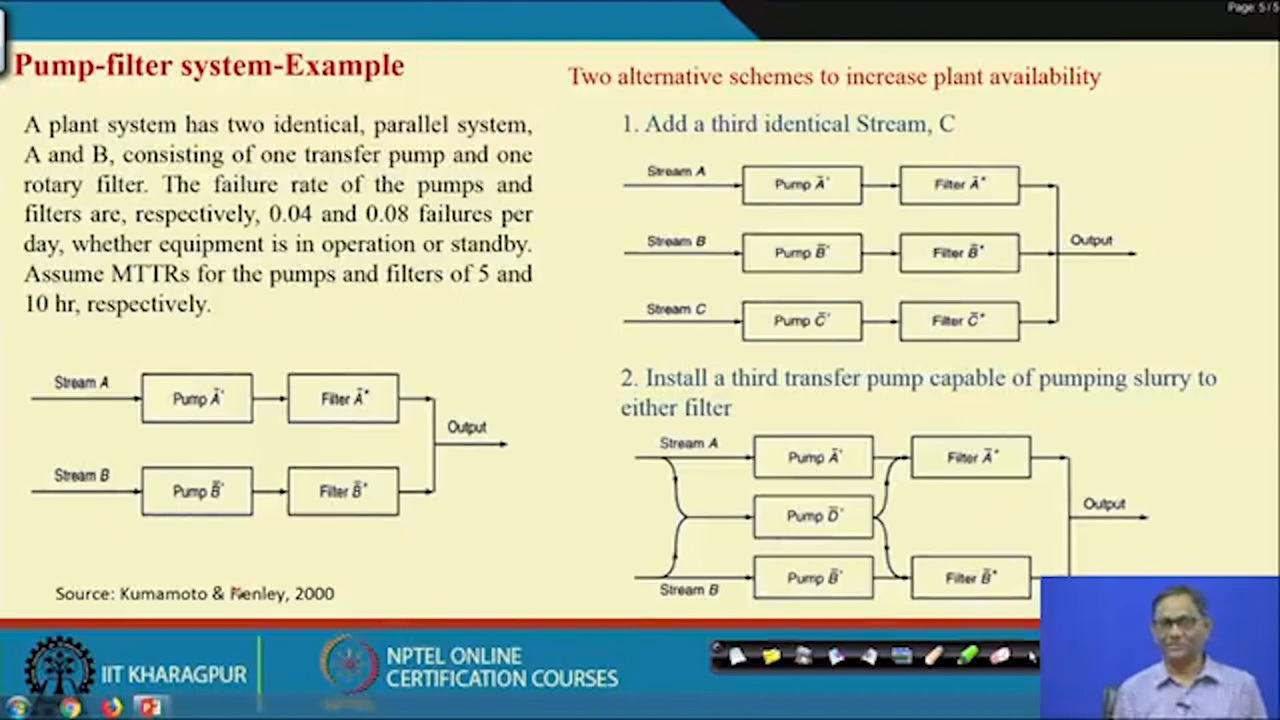 Page: 5/5
Pump-filter system-Example
A plant system has two identical, parallel system,
A and B, consisting of one transfer pump and one
rotary filter. The failure rate of the pumps and
filters are, respectively, 0.04 and 0.08 failures per
day, whether equipment is in operation or standby.
Assume MTTRs for the pumps and filters of 5 and
10 hr, respectively.
Stream A
Pump A̅'
Filter A̅"
Output
Stream B
Pump B̅'
Filter B̅"
Source: Kumamoto & Henley, 2000
Two alternative schemes to increase plant availability
1. Add a third identical Stream, C
Stream A
Pump A̅'
Filter A̅"
Stream B
Pump B̅'
Filter B̅"
Output
Stream C
Pump C̅'
Filter C̅"
2. Install a third transfer pump capable of pumping slurry to
either filter
Stream A
Pump A̅'
Filter A̅"
Pump D̅'
Output
Stream B
Pump B̅'
Filter B̅"
IIT KHARAGPUR
NPTEL ONLINE
CERTIFICATION COURSES